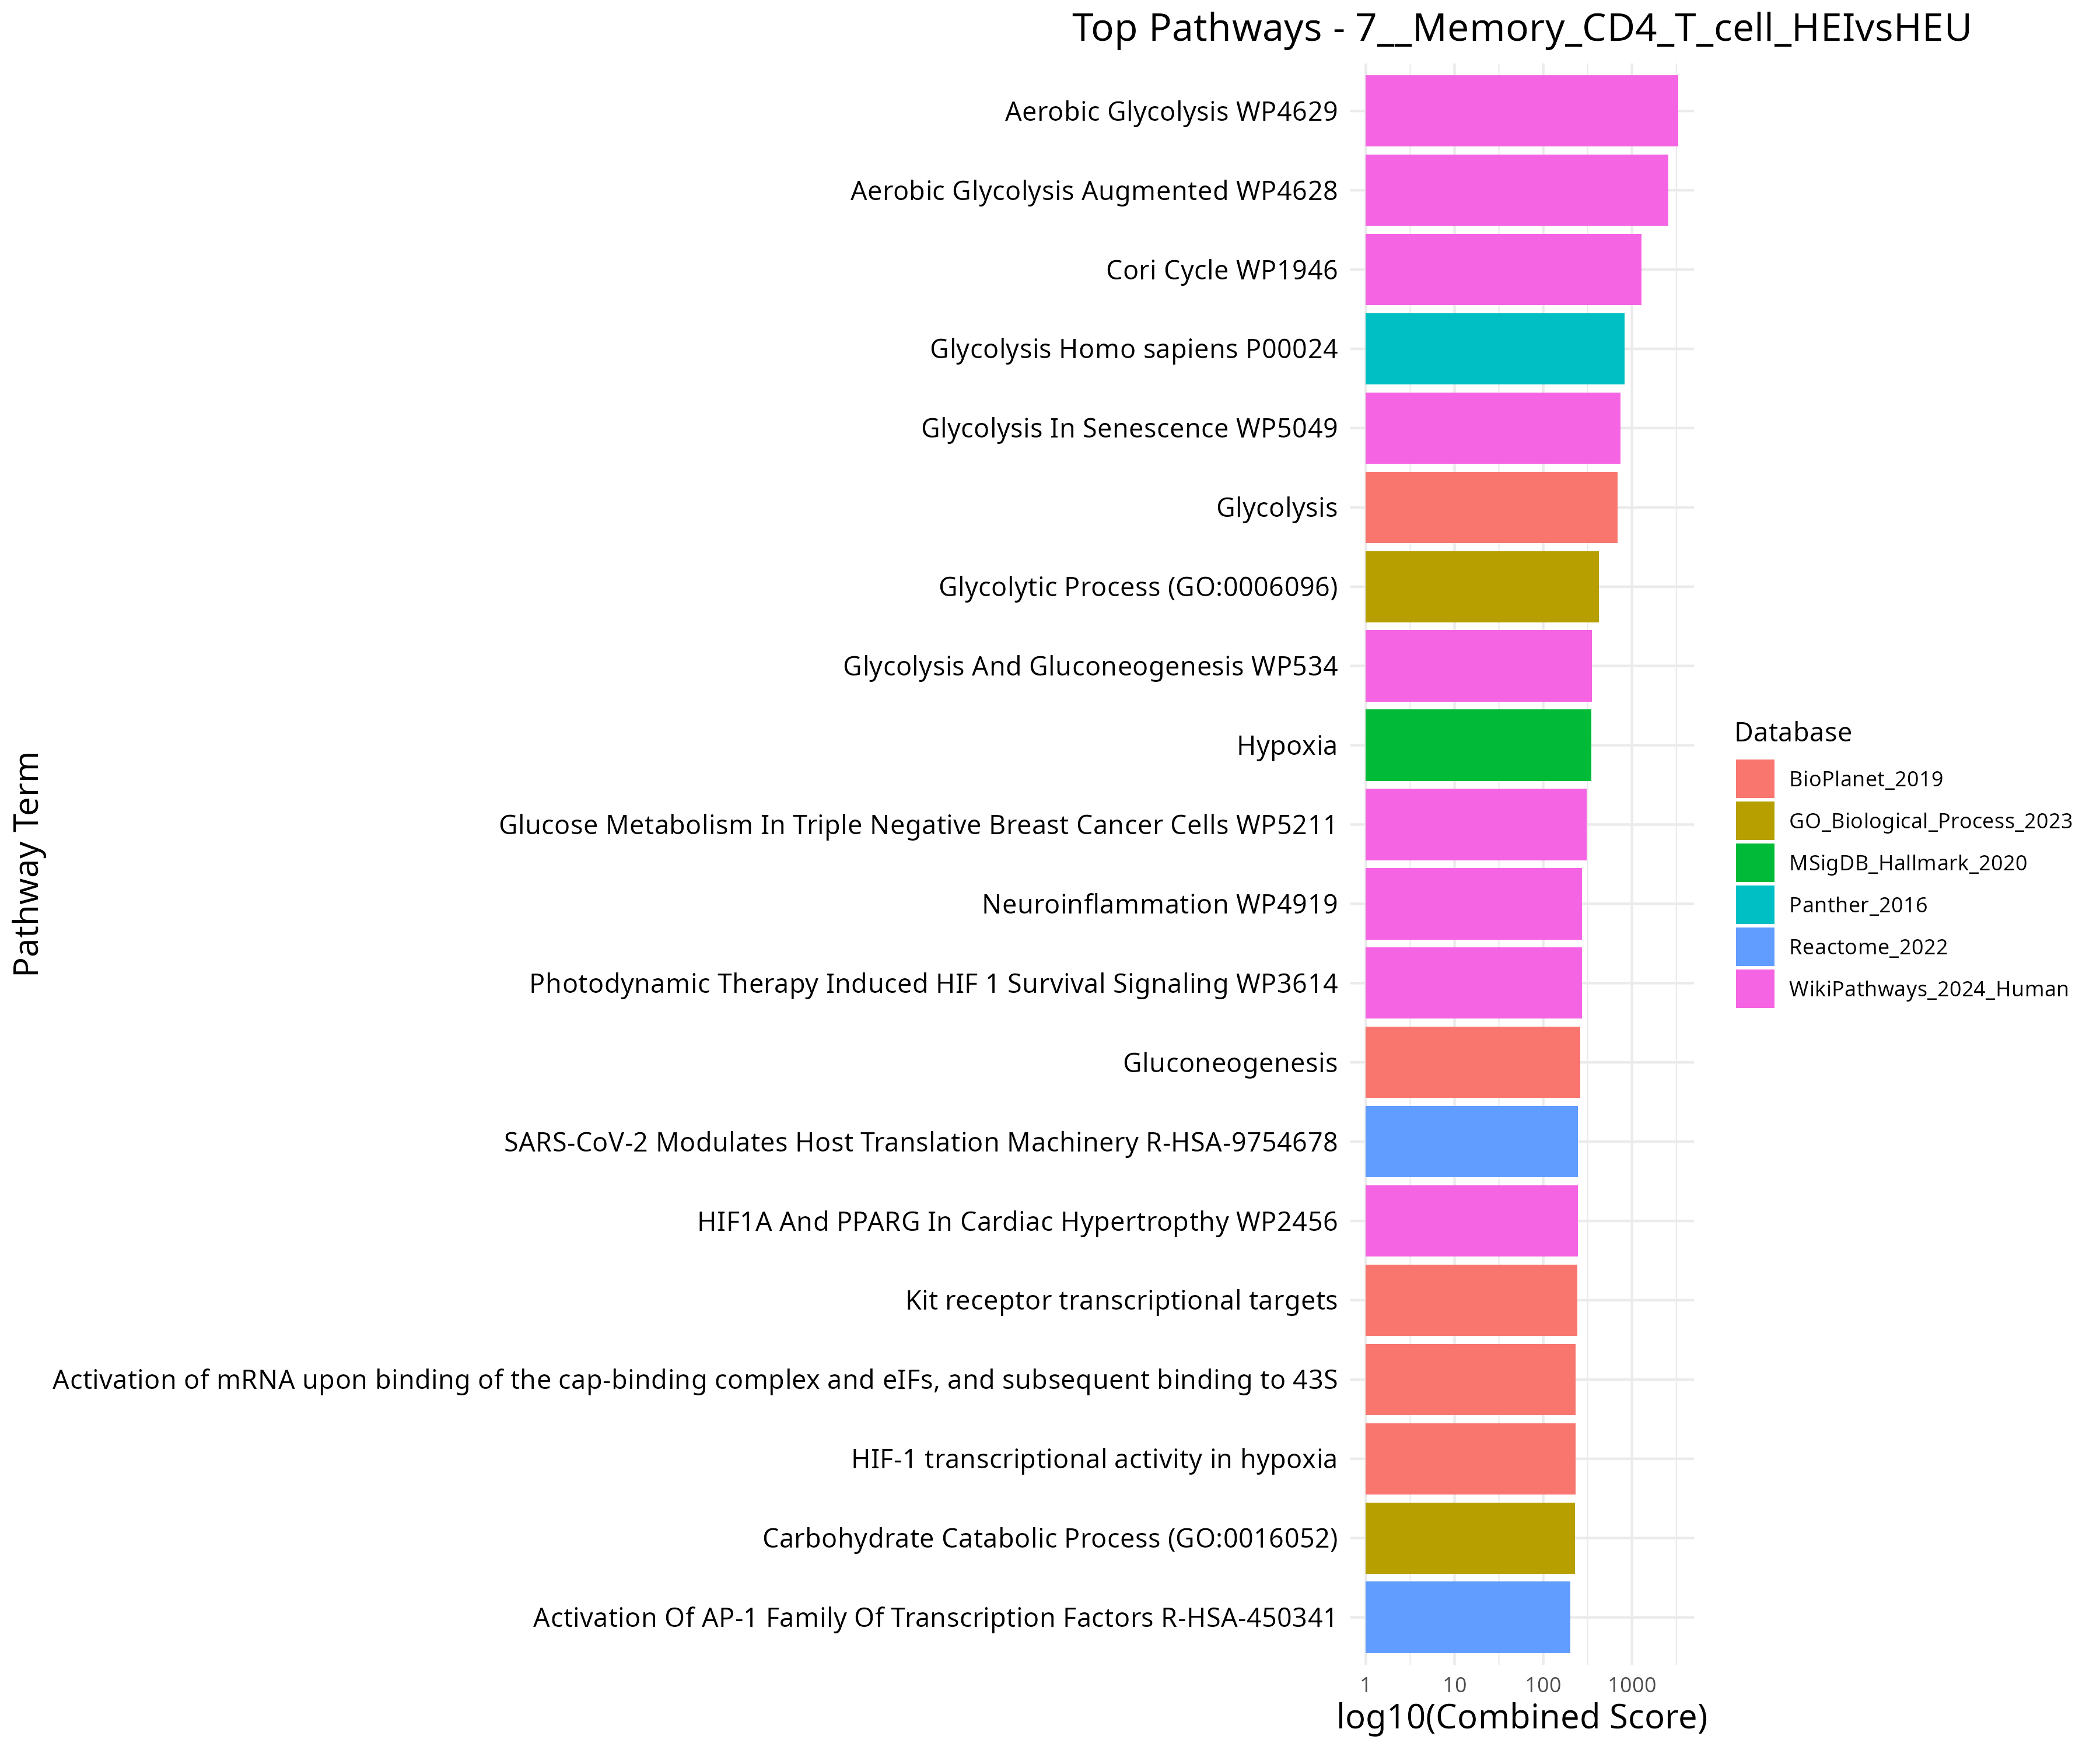 Top Pathways - 7__Memory_CD4_T_cell_HEIvsHEU
Pathway Term
Aerobic Glycolysis WP4629
Aerobic Glycolysis Augmented WP4628
Cori Cycle WP1946
Glycolysis Homo sapiens P00024
Glycolysis In Senescence WP5049
Glycolysis
Glycolytic Process (GO:0006096)
Glycolysis And Gluconeogenesis WP534
Hypoxia
Glucose Metabolism In Triple Negative Breast Cancer Cells WP5211
Neuroinflammation WP4919
Photodynamic Therapy Induced HIF 1 Survival Signaling WP3614
Gluconeogenesis
SARS-CoV-2 Modulates Host Translation Machinery R-HSA-9754678
HIF1A And PPARG In Cardiac Hypertropthy WP2456
Kit receptor transcriptional targets
Activation of mRNA upon binding of the cap-binding complex and eIFs, and subsequent binding to 43S
HIF-1 transcriptional activity in hypoxia
Carbohydrate Catabolic Process (GO:0016052)
Activation Of AP-1 Family Of Transcription Factors R-HSA-450341
1 10 100 1000
log10(Combined Score)
Database
BioPlanet_2019
GO_Biological_Process_2023
MSigDB_Hallmark_2020
Panther_2016
Reactome_2022
WikiPathways_2024_Human